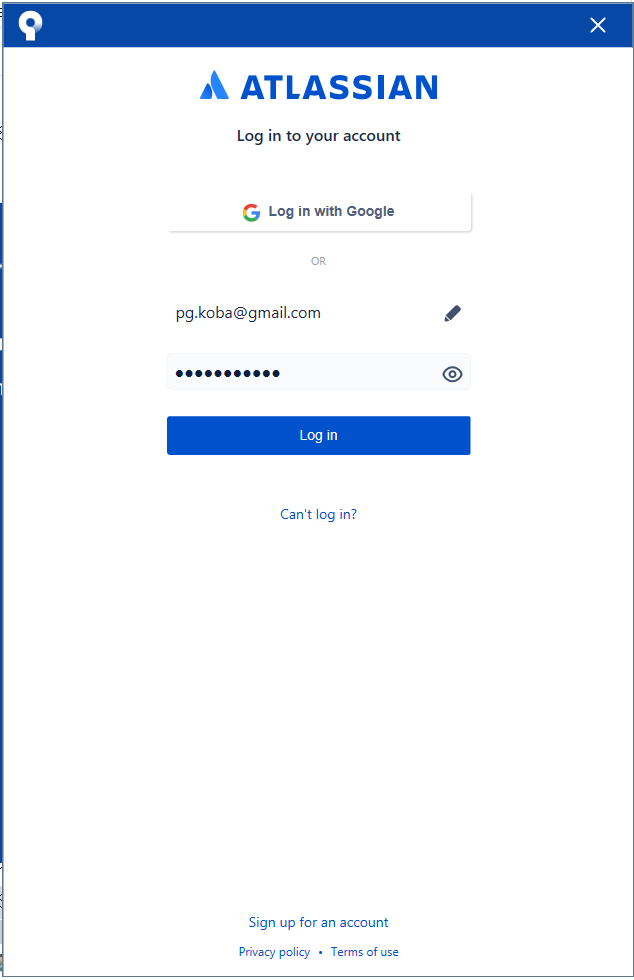 ATLASSIAN
Log in to your account
Log in with Google
OR
pg.koba@gmail.com
•••••••••••
Log in
Can't log in?
Sign up for an account
Privacy policy • Terms of use